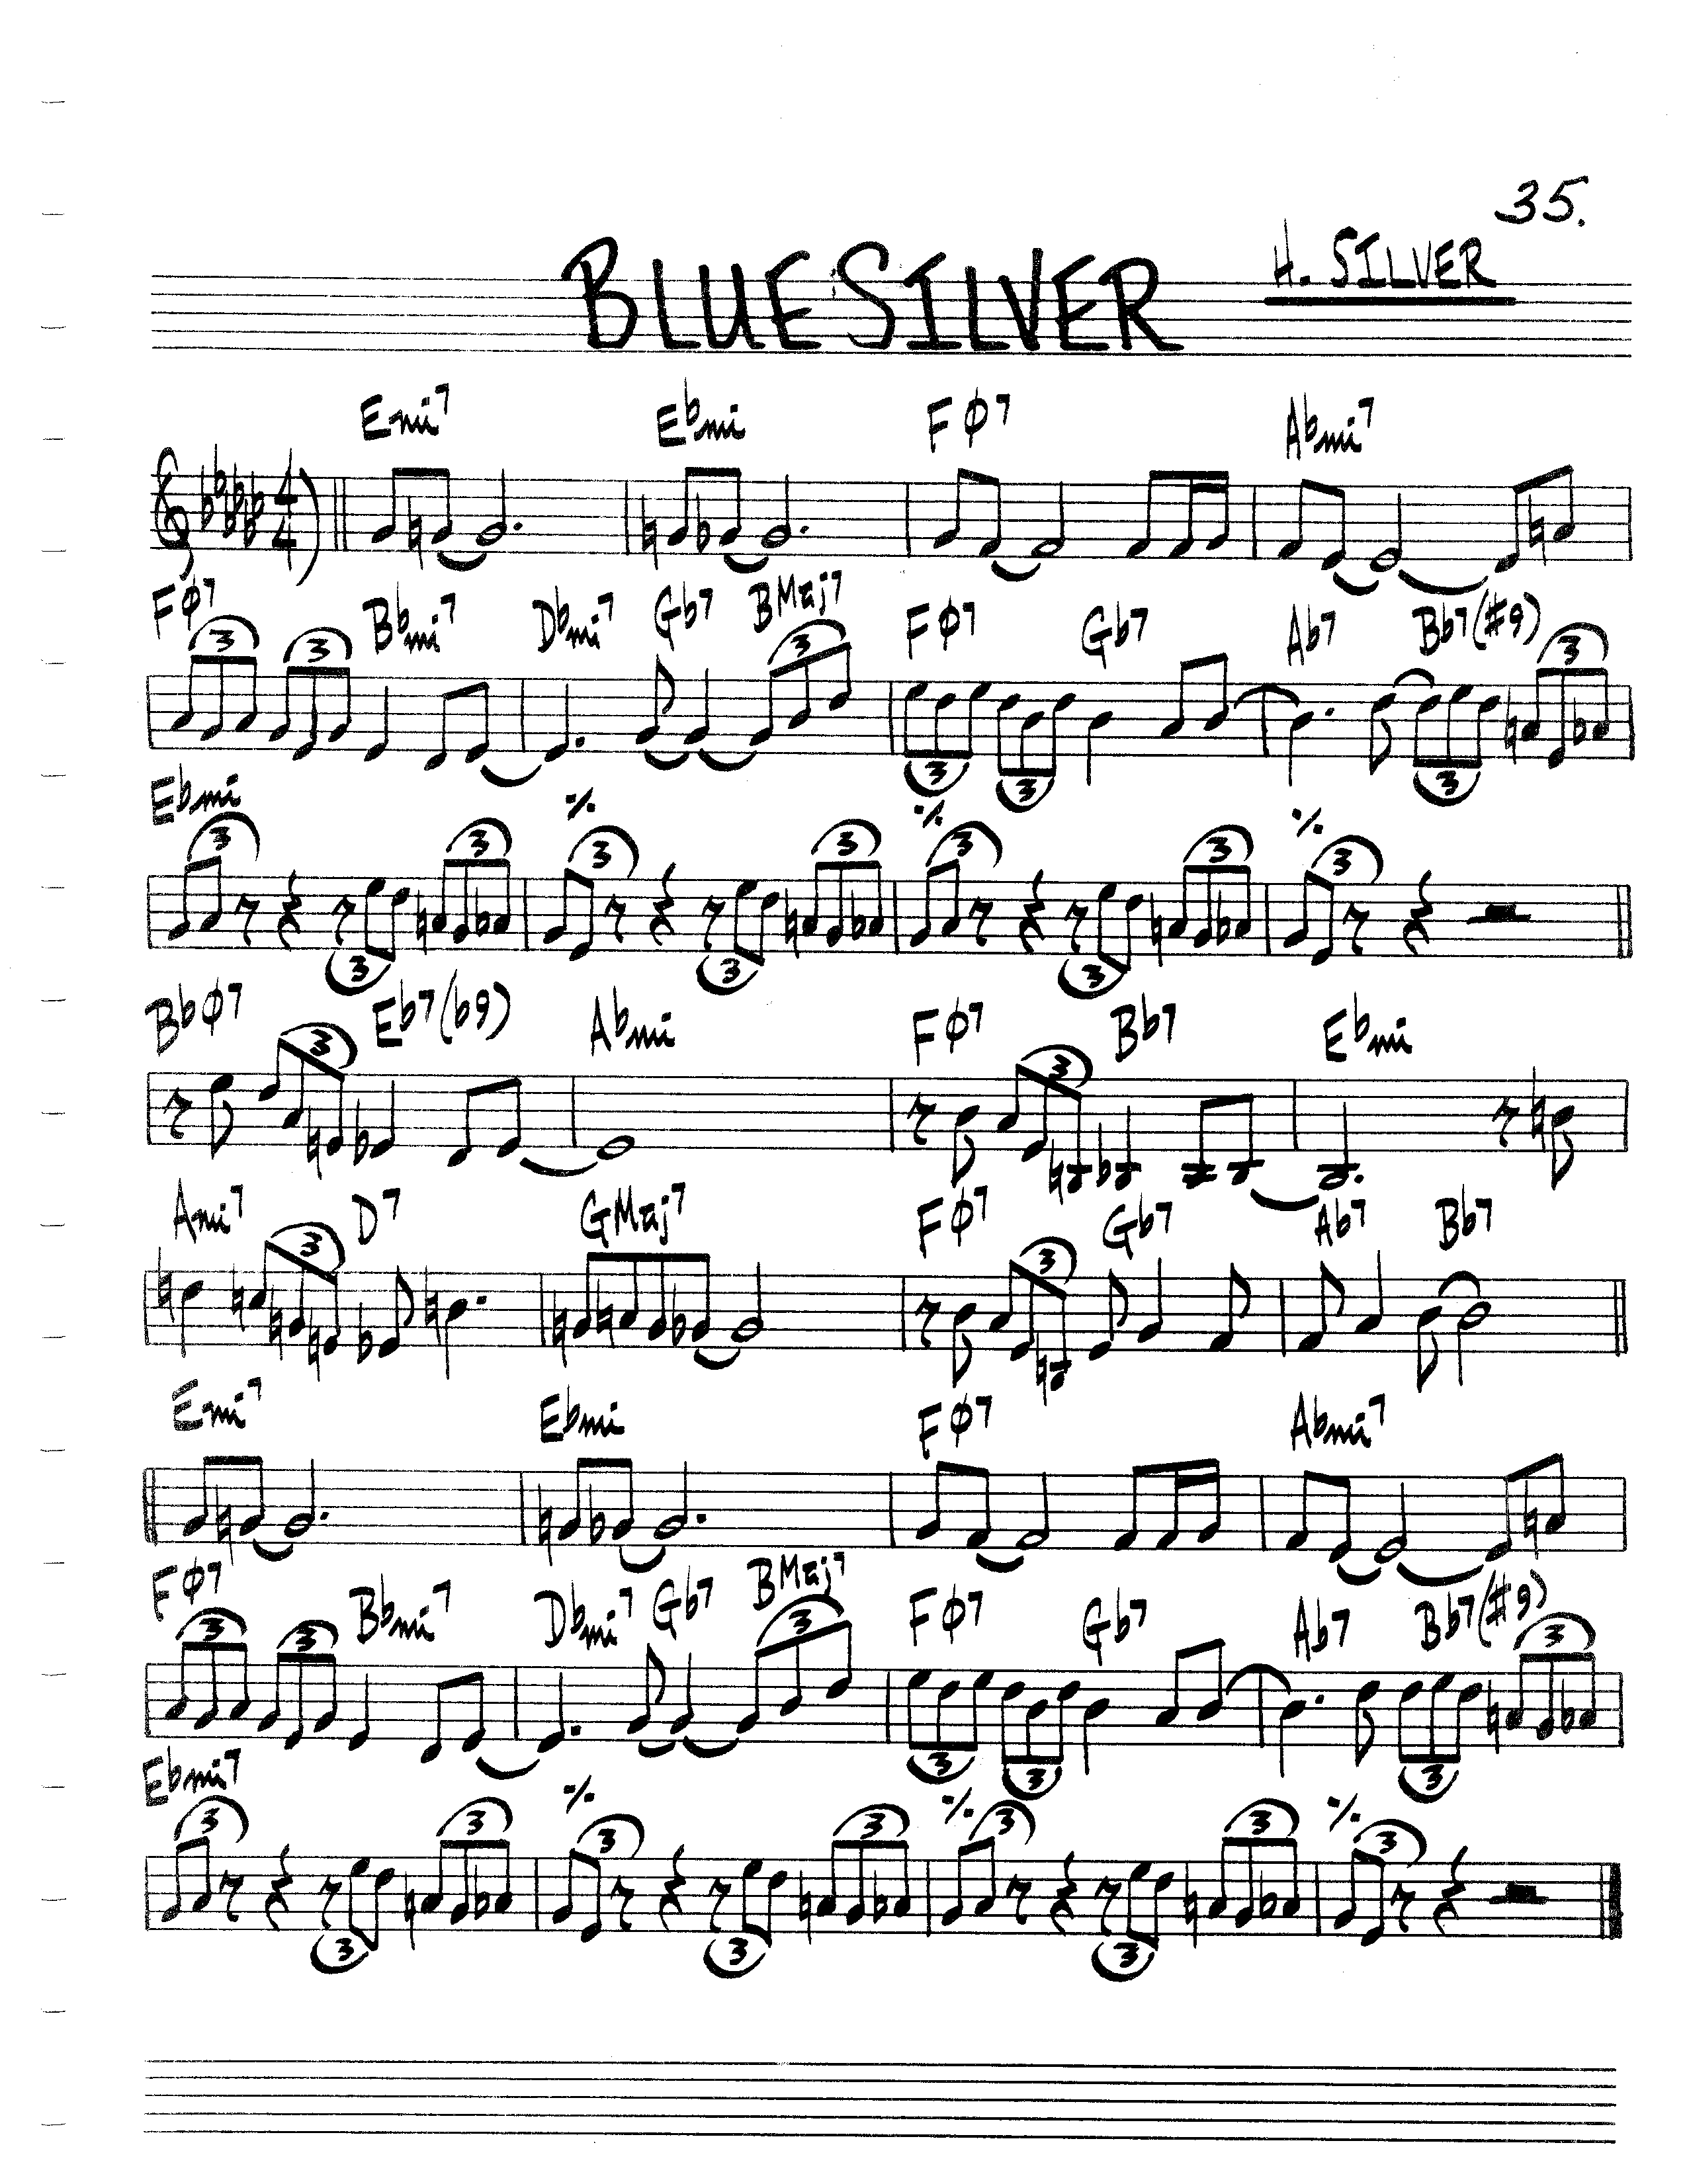 35.
BLUE SILVER
H. SILVER
Emi7 Ebmi FØ7 Abmi7
4/4
FØ7 Bbmi7 Dbmi7 Gb7 BMaj7 FØ7 Gb7 Ab7 Bb7(#9)
3 3 3 3 3 3 3
Ebmi % % %
3 3 3 3 3 3 3
3 3 3
BbØ7 Eb7(b9) Abmi FØ7 Bb7 Ebmi
3 3
Ami7 D7 GMaj7 FØ7 Gb7 Ab7 Bb7
3 3
Emi7 Ebmi FØ7 Abmi7
FØ7 Bbmi7 Dbmi7 Gb7 BMaj7 FØ7 Gb7 Ab7 Bb7(#9)
3 3 3 3 3 3 3
Ebmi7 % % %
3 3 3 3 3 3 3
3 3 3